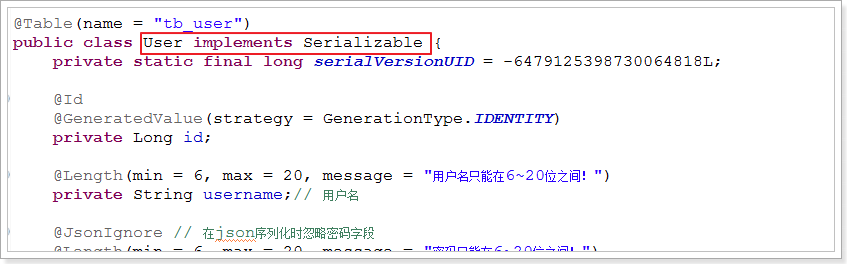 @Table(name = "tb_user")
public class User implements Serializable {
private static final long serialVersionUID = -6479125398730064818L;
@Id
@GeneratedValue(strategy = GenerationType.IDENTITY)
private Long id;
@Length(min = 6, max = 20, message = "用户名只能在6~20位之间！")
private String username;// 用户名
@JsonIgnore // 在json序列化时忽略密码字段
@Length(min = 6, max = 20, message = "密码只能在6~20位之间！")